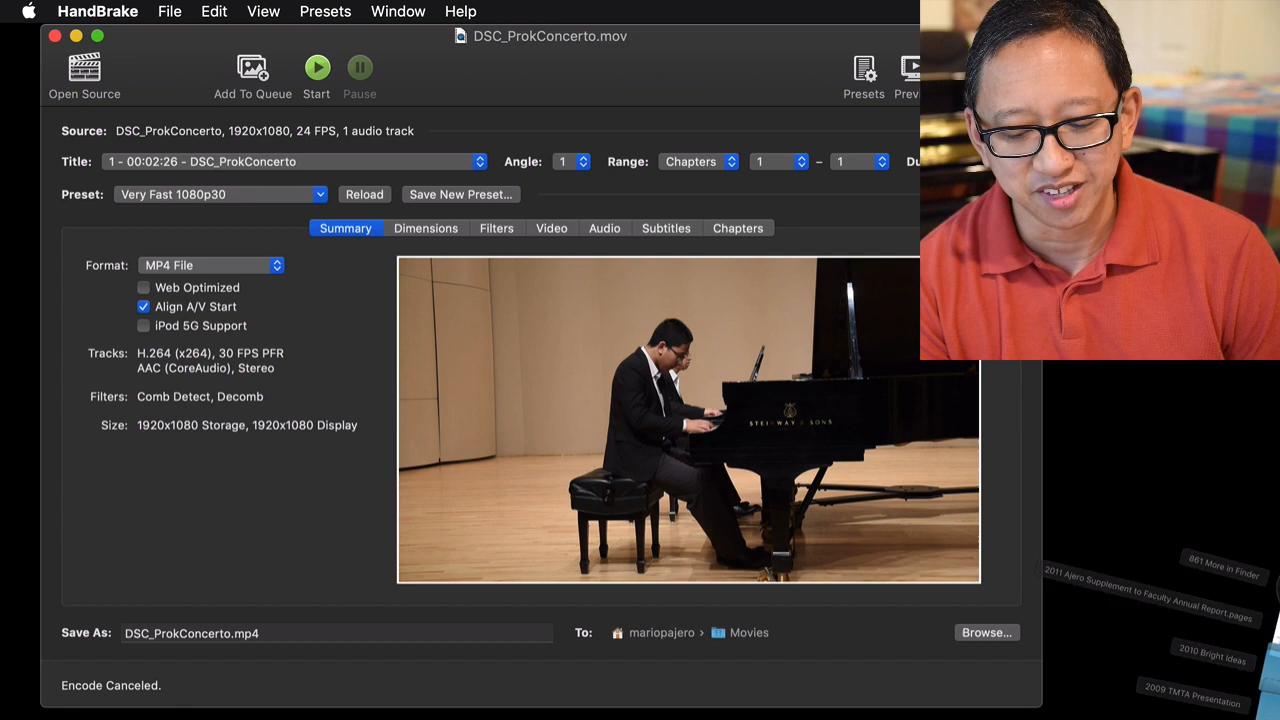 HandBrake File Edit View Presets Window Help
DSC_ProkConcerto.mov
Open Source Add To Queue Start Pause Presets Previ
Source: DSC_ProkConcerto, 1920x1080, 24 FPS, 1 audio track
Title: 1 - 00:02:26 - DSC_ProkConcerto Angle: 1 Range: Chapters 1 – 1 Du
Preset: Very Fast 1080p30 Reload Save New Preset...
Summary Dimensions Filters Video Audio Subtitles Chapters
Format: MP4 File
Web Optimized
Align A/V Start
iPod 5G Support
Tracks: H.264 (x264), 30 FPS PFR
AAC (CoreAudio), Stereo
Filters: Comb Detect, Decomb
Size: 1920x1080 Storage, 1920x1080 Display
STEINWAY & SONS
861 More in Finder
2011 Ajero Supplement to Faculty Annual Report.pages
2010 Bright Ideas
2009 TMTA Presentation
Save As: DSC_ProkConcerto.mp4 To: mariopajero › Movies Browse...
Encode Canceled.